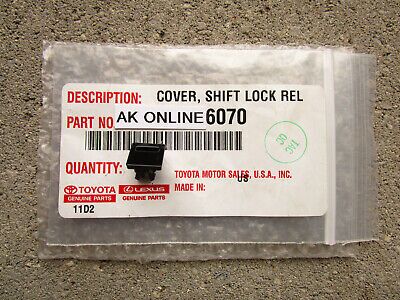 DESCRIPTION: COVER, SHIFT LOCK REL
PART NO AK ONLINE 6070
QUANTITY:
TOYOTA MOTOR SALES, U.S.A., INC.
MADE IN: US
TOYOTA LEXUS
GENUINE PARTS GENUINE PARTS
11D2